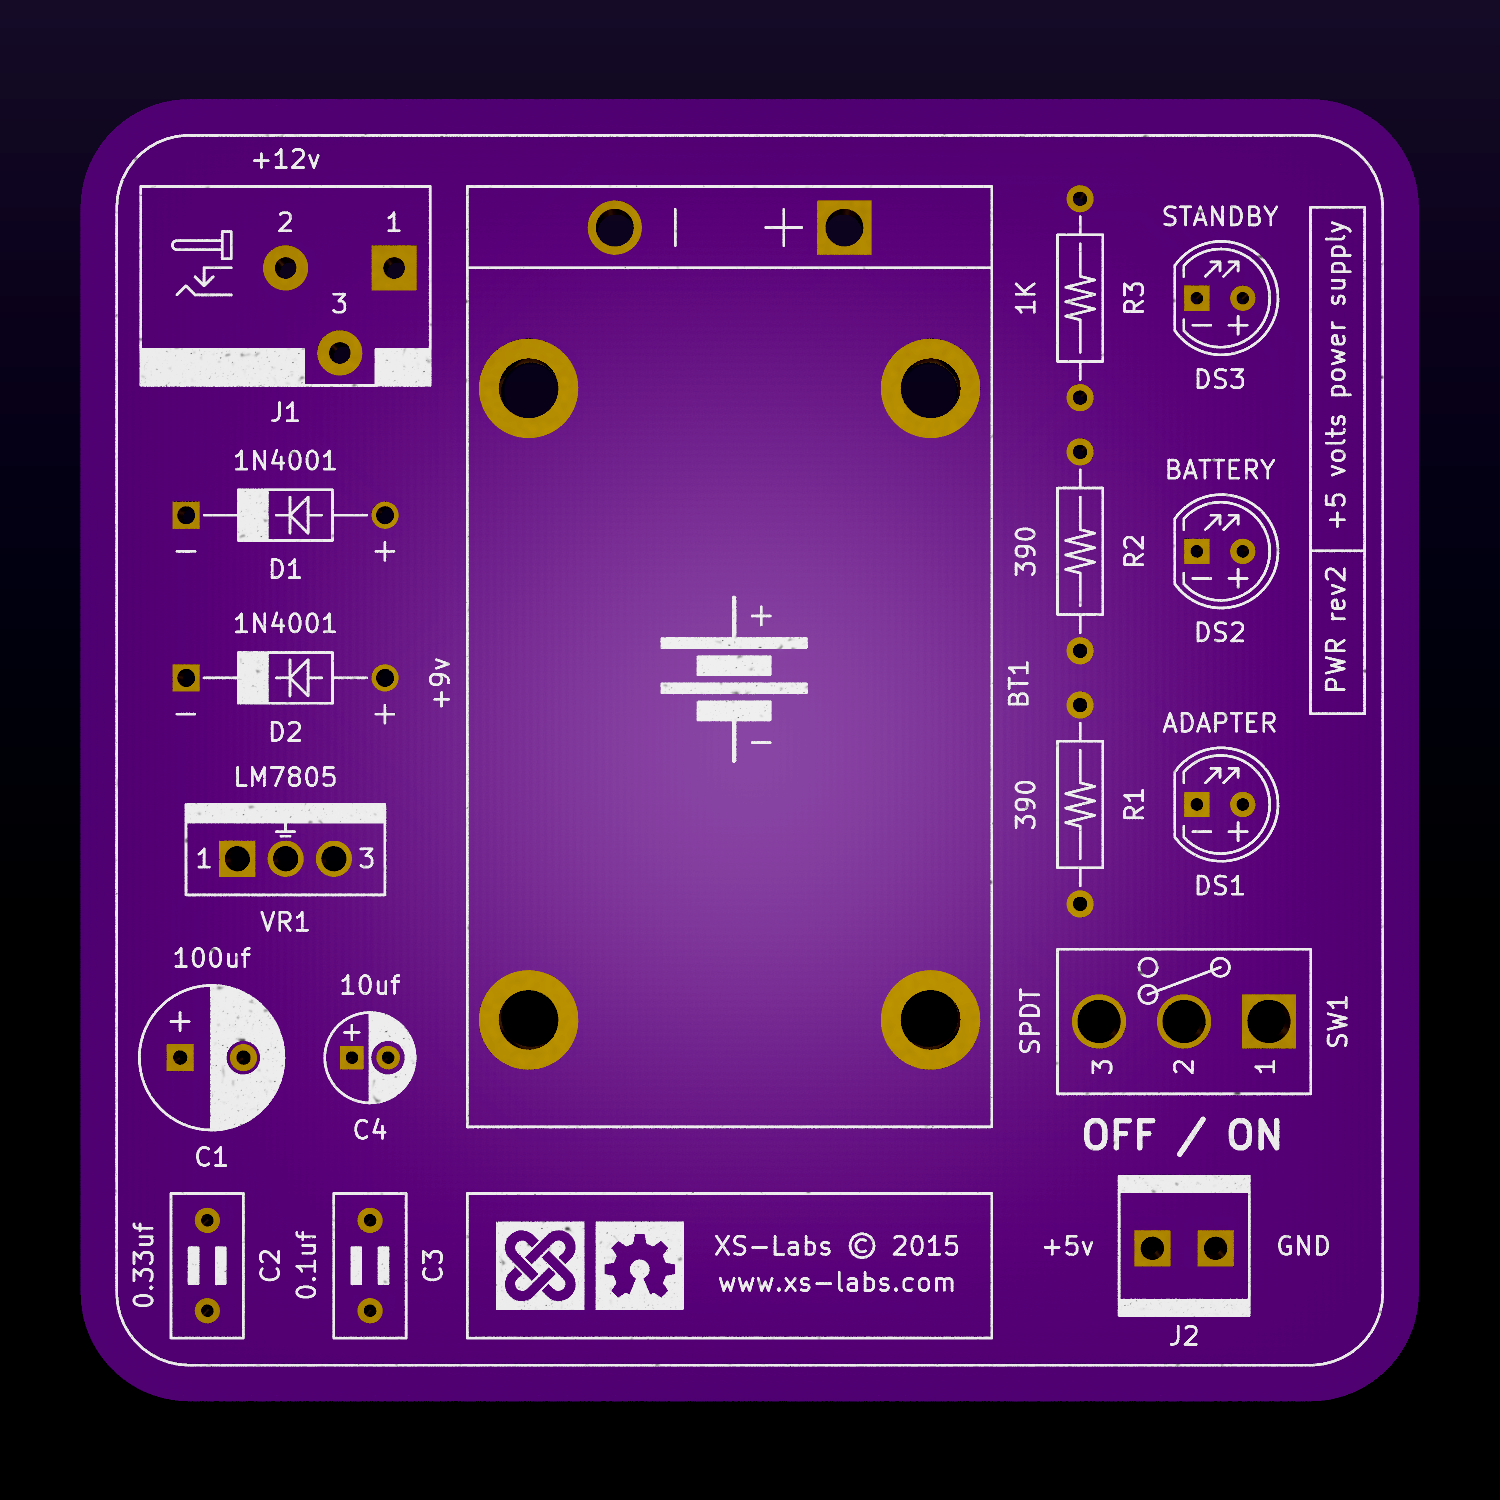 +12v
2
1
3
J1
1N4001
D1
1N4001
D2
LM7805
1
3
VR1
100uf
+
C1
10uf
+
C4
0.33uf
C2
0.1uf
C3
− +
+9v
BT1
+
−
1K
R3
390
R2
390
R1
STANDBY
− +
DS3
BATTERY
− +
DS2
ADAPTER
− +
DS1
+5 volts power supply
PWR rev2
SPDT
3
2
1
SW1
OFF / ON
+5v
GND
J2
XS-Labs © 2015
www.xs-labs.com